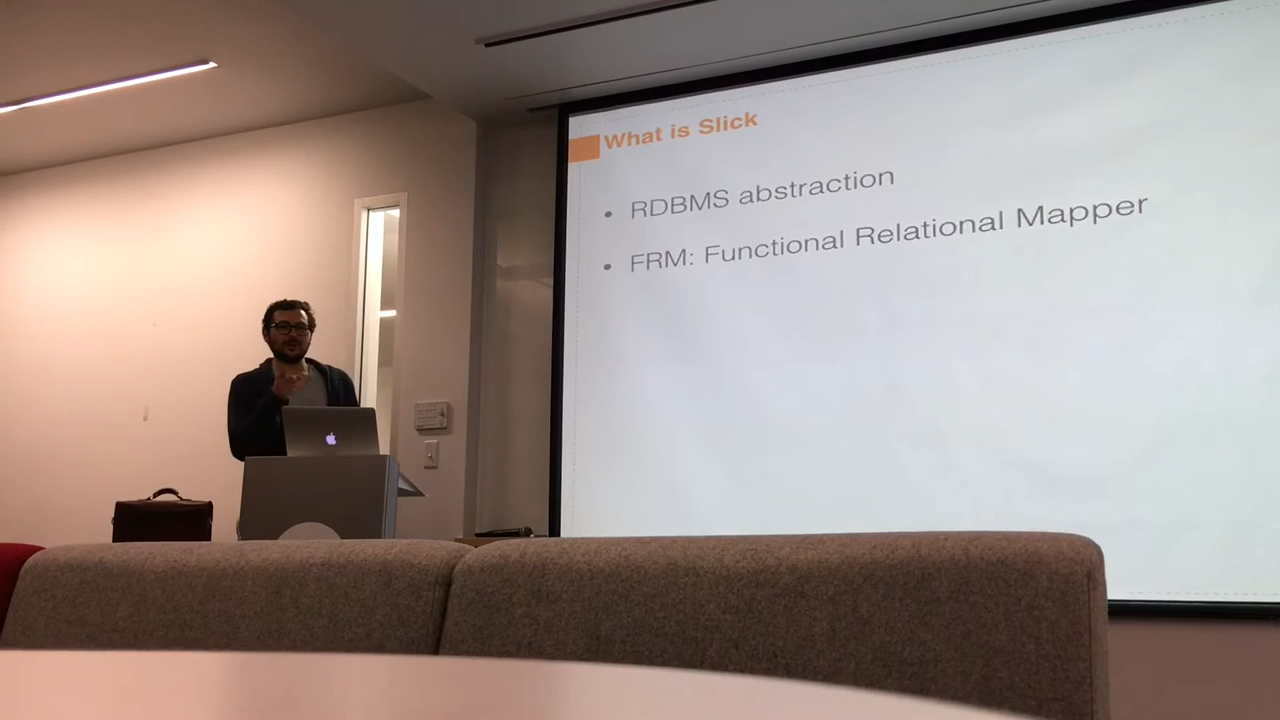 What is Slick
• RDBMS abstraction
• FRM: Functional Relational Mapper